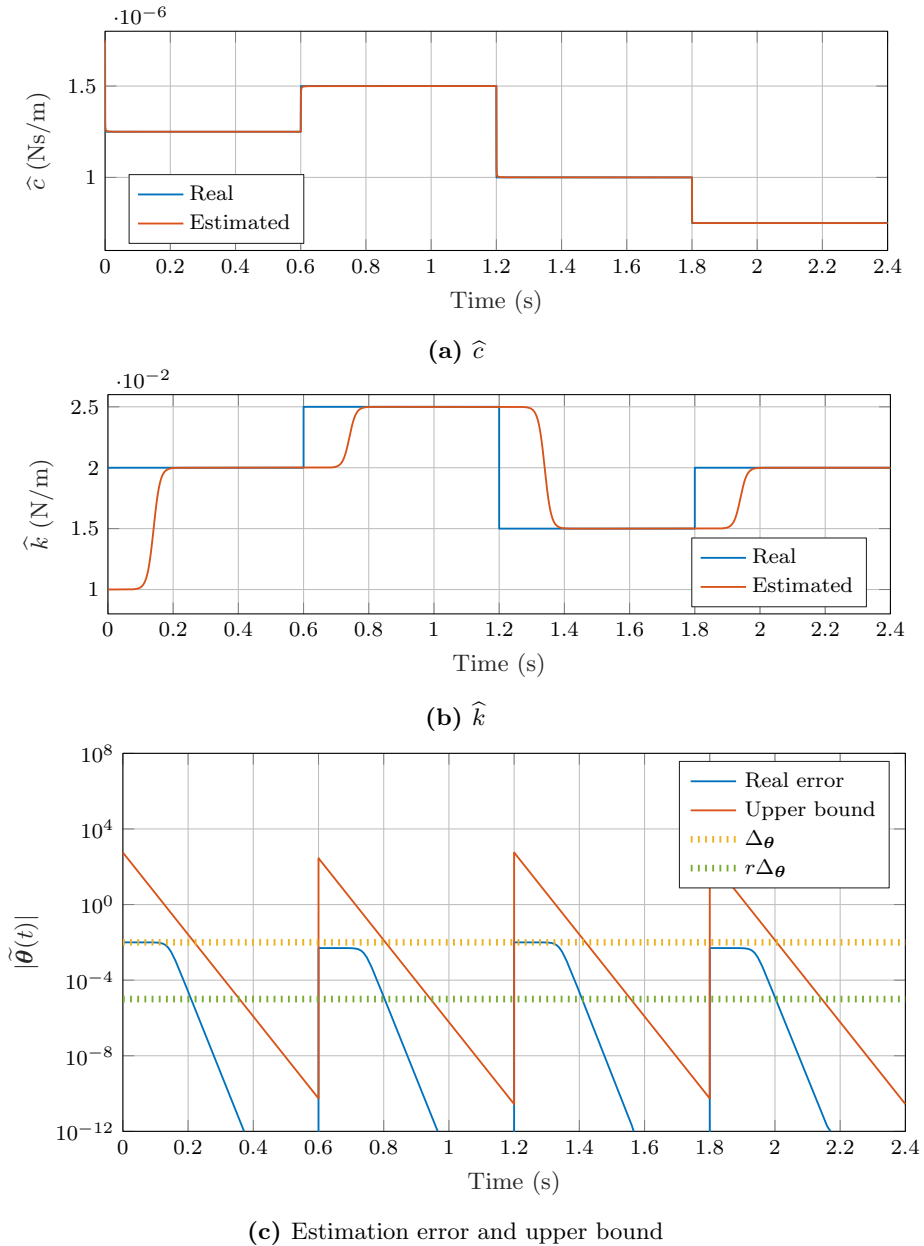 ·10⁻⁶
1.5
1
ĉ (Ns/m)
Real
Estimated
0 0.2 0.4 0.6 0.8 1 1.2 1.4 1.6 1.8 2 2.2 2.4
Time (s)
(a) ĉ
·10⁻²
2.5
2
1.5
1
k̂ (N/m)
Real
Estimated
0 0.2 0.4 0.6 0.8 1 1.2 1.4 1.6 1.8 2 2.2 2.4
Time (s)
(b) k̂
10⁸
10⁴
10⁰
10⁻⁴
10⁻⁸
10⁻¹²
|θ̃(t)|
Real error
Upper bound
Δ_θ
rΔ_θ
0 0.2 0.4 0.6 0.8 1 1.2 1.4 1.6 1.8 2 2.2 2.4
Time (s)
(c) Estimation error and upper bound